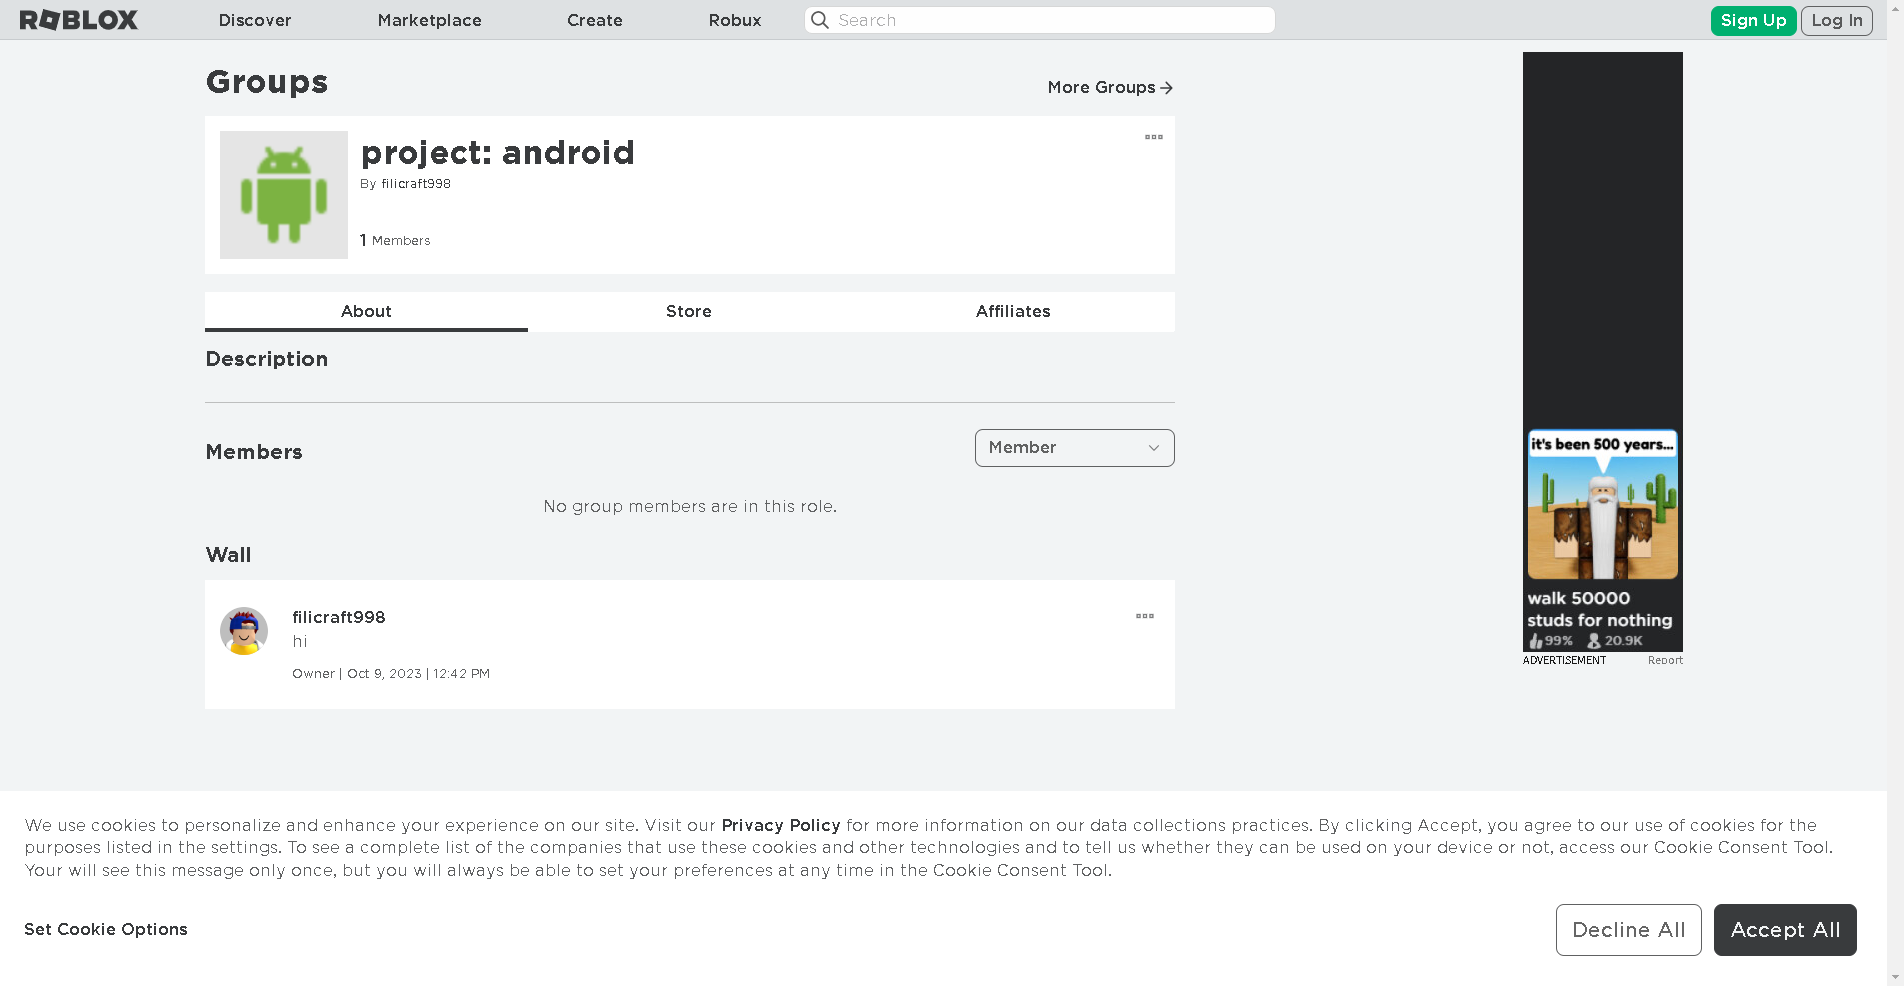 ROBLOX
Discover
Marketplace
Create
Robux
Search
Sign Up
Log In
Groups
More Groups
project: android
By filicraft998
1 Members
About
Store
Affiliates
Description
Members
Member
No group members are in this role.
Wall
filicraft998
hi
Owner | Oct 9, 2023 | 12:42 PM
it's been 500 years...
walk 50000
studs for nothing
99% 20.9K
ADVERTISEMENT
Report
We use cookies to personalize and enhance your experience on our site. Visit our Privacy Policy for more information on our data collections practices. By clicking Accept, you agree to our use of cookies for the
purposes listed in the settings. To see a complete list of the companies that use these cookies and other technologies and to tell us whether they can be used on your device or not, access our Cookie Consent Tool.
Your will see this message only once, but you will always be able to set your preferences at any time in the Cookie Consent Tool.
Set Cookie Options
Decline All
Accept All